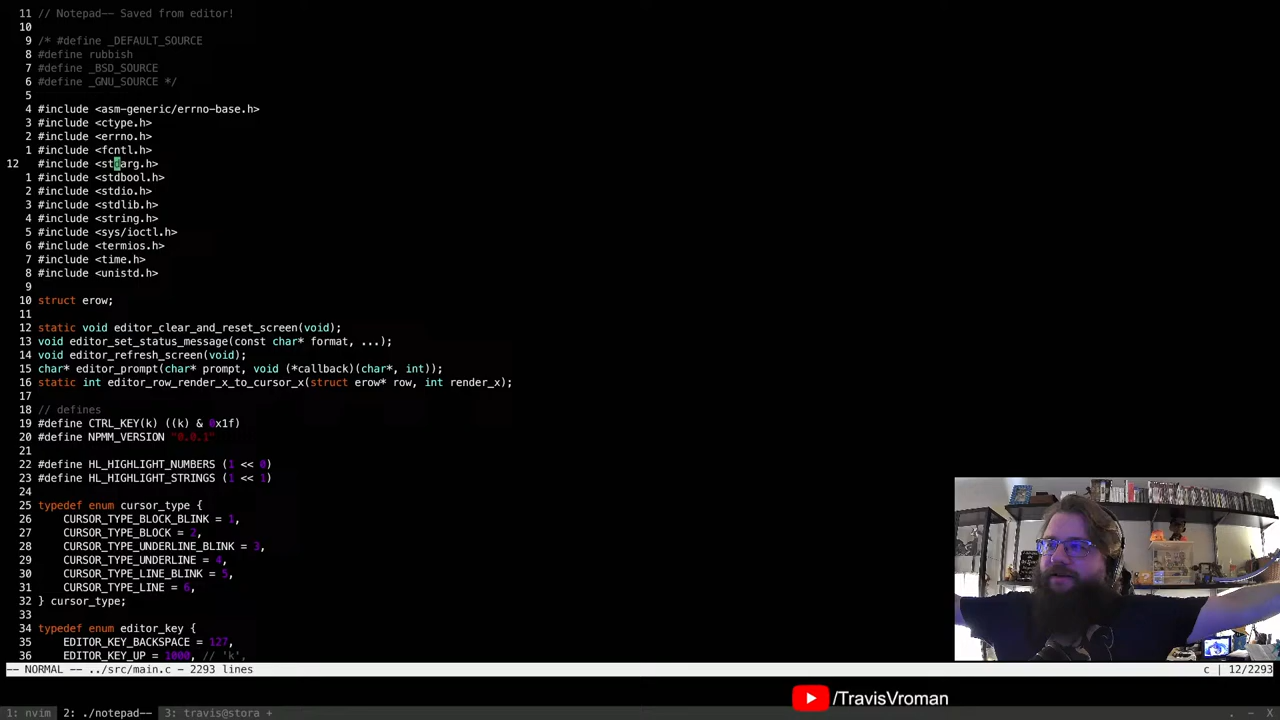 11 // Notepad-- Saved from editor!
10
9 /* #define _DEFAULT_SOURCE
8 #define rubbish
7 #define _BSD_SOURCE
6 #define _GNU_SOURCE */
5
4 #include <asm-generic/errno-base.h>
3 #include <ctype.h>
2 #include <errno.h>
1 #include <fcntl.h>
12 #include <stdarg.h>
1 #include <stdbool.h>
2 #include <stdio.h>
3 #include <stdlib.h>
4 #include <string.h>
5 #include <sys/ioctl.h>
6 #include <termios.h>
7 #include <time.h>
8 #include <unistd.h>
9
10 struct erow;
11
12 static void editor_clear_and_reset_screen(void);
13 void editor_set_status_message(const char* format, ...);
14 void editor_refresh_screen(void);
15 char* editor_prompt(char* prompt, void (*callback)(char*, int));
16 static int editor_row_render_x_to_cursor_x(struct erow* row, int render_x);
17
18 // defines
19 #define CTRL_KEY(k) ((k) & 0x1f)
20 #define NPMM_VERSION "0.0.1"
21
22 #define HL_HIGHLIGHT_NUMBERS (1 << 0)
23 #define HL_HIGHLIGHT_STRINGS (1 << 1)
24
25 typedef enum cursor_type {
26 CURSOR_TYPE_BLOCK_BLINK = 1,
27 CURSOR_TYPE_BLOCK = 2,
28 CURSOR_TYPE_UNDERLINE_BLINK = 3,
29 CURSOR_TYPE_UNDERLINE = 4,
30 CURSOR_TYPE_LINE_BLINK = 5,
31 CURSOR_TYPE_LINE = 6,
32 } cursor_type;
33
34 typedef enum editor_key {
35 EDITOR_KEY_BACKSPACE = 127,
36 EDITOR_KEY_UP = 1000, // 'k',
-- NORMAL -- ../src/main.c - 2293 lines c | 12/2293
/TravisVroman
1: nvim 2: ./notepad-- 3: travis@stora + . - X